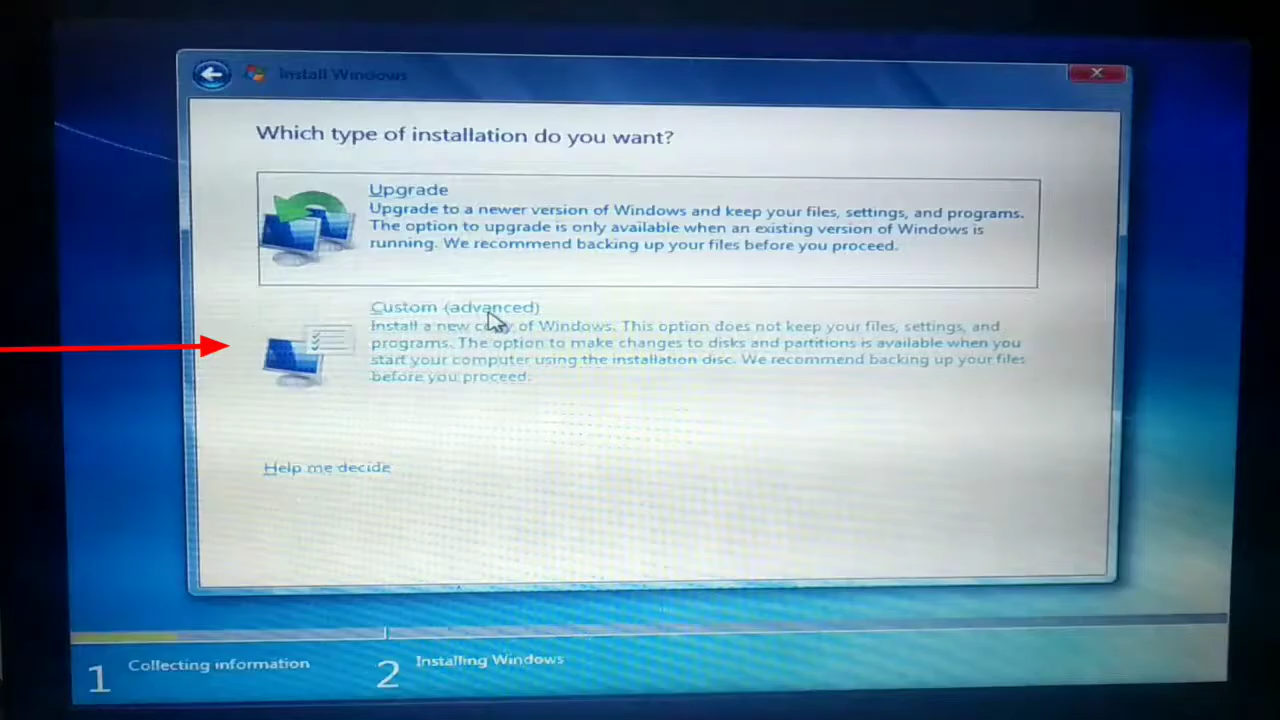 Install Windows
Which type of installation do you want?
Upgrade
Upgrade to a newer version of Windows and keep your files, settings, and programs.
The option to upgrade is only available when an existing version of Windows is
running. We recommend backing up your files before you proceed.
Custom (advanced)
Install a new copy of Windows. This option does not keep your files, settings, and
programs. The option to make changes to disks and partitions is available when you
start your computer using the installation disc. We recommend backing up your files
before you proceed.
Help me decide
1 Collecting information
2 Installing Windows